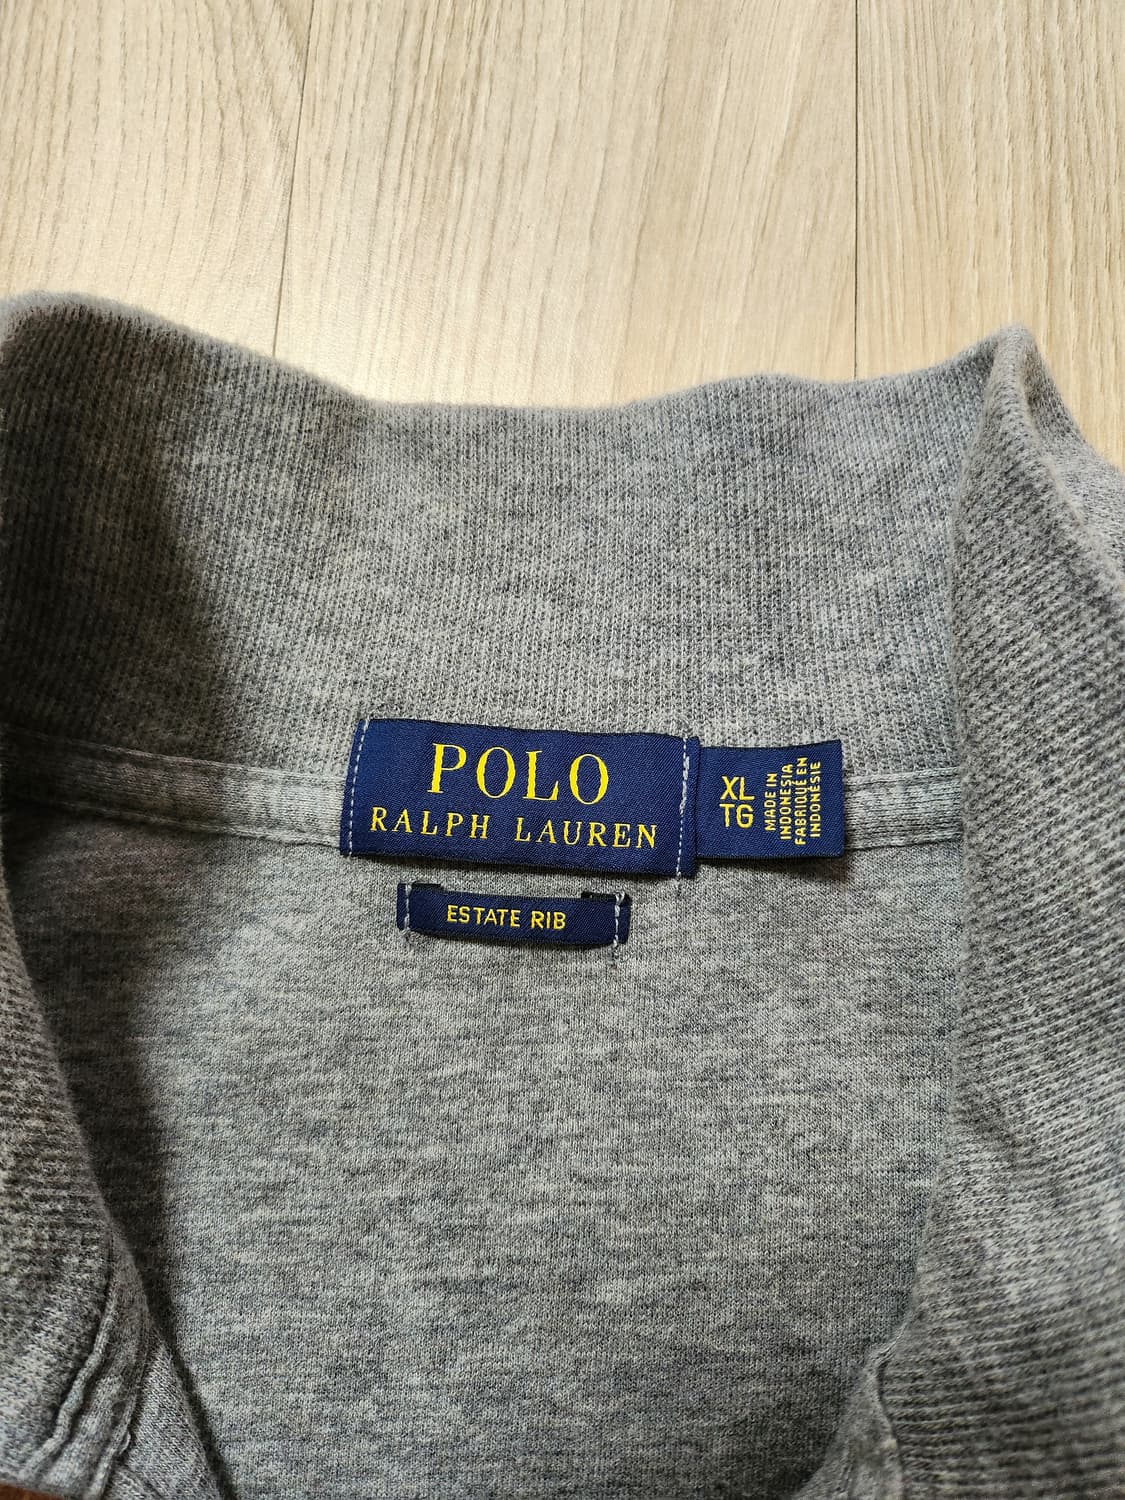 POLO
RALPH LAUREN
XL
TG
MADE IN
INDONESIA
FABRIQUÉ EN
INDONÉSIE
ESTATE RIB